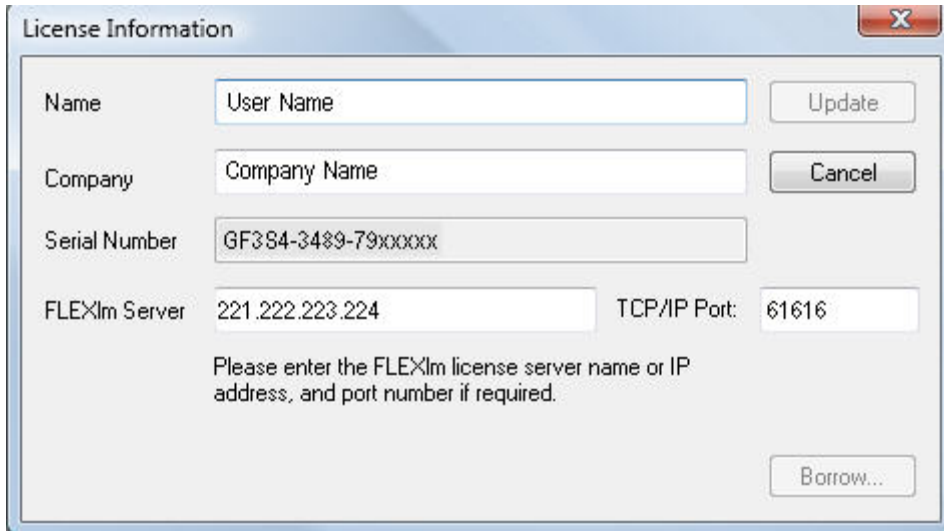 License Information
Name User Name Update
Company Company Name Cancel
Serial Number GF3S4-3489-79xxxxx
FLEXlm Server 221.222.223.224 TCP/IP Port: 61616
Please enter the FLEXlm license server name or IP
address, and port number if required.
Borrow...